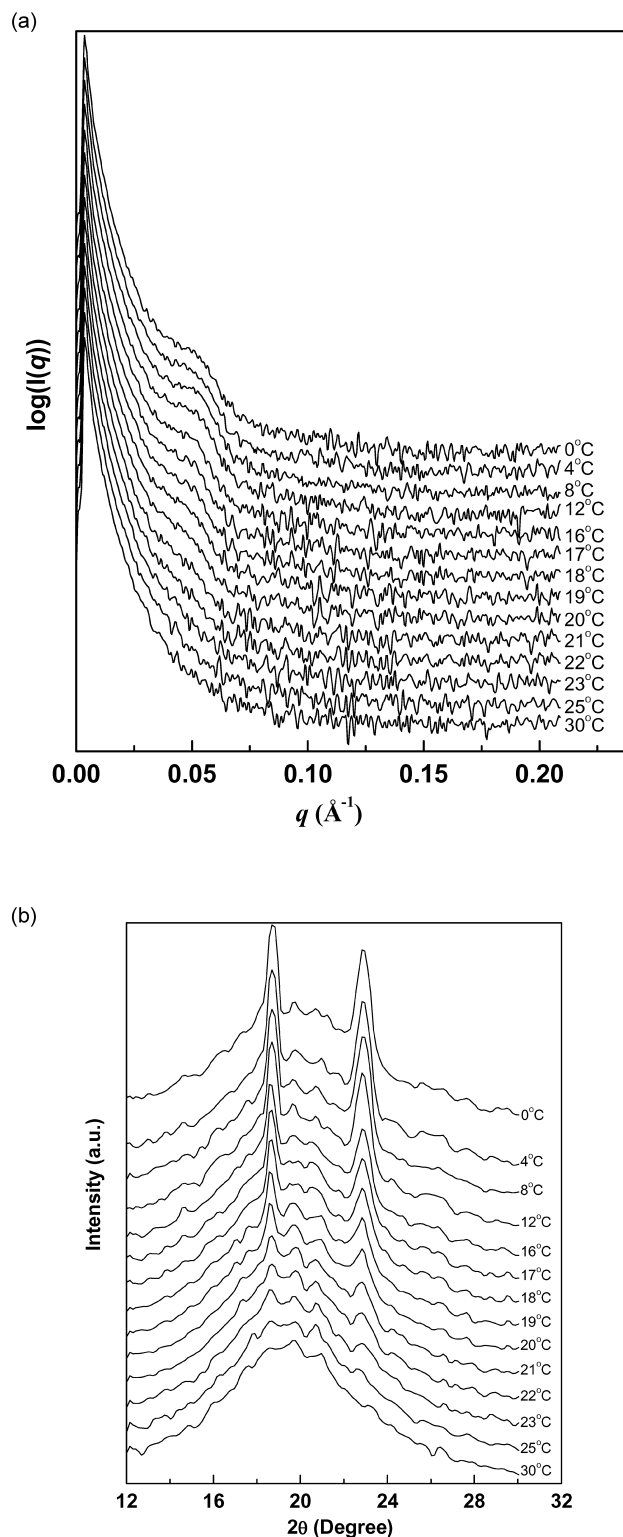 (a)
log(I(q))
0°C
4°C
8°C
12°C
16°C
17°C
18°C
19°C
20°C
21°C
22°C
23°C
25°C
30°C
0.00 0.05 0.10 0.15 0.20
q (Å⁻¹)
(b)
Intensity (a.u.)
0°C
4°C
8°C
12°C
16°C
17°C
18°C
19°C
20°C
21°C
22°C
23°C
25°C
30°C
12 16 20 24 28 32
2θ (Degree)